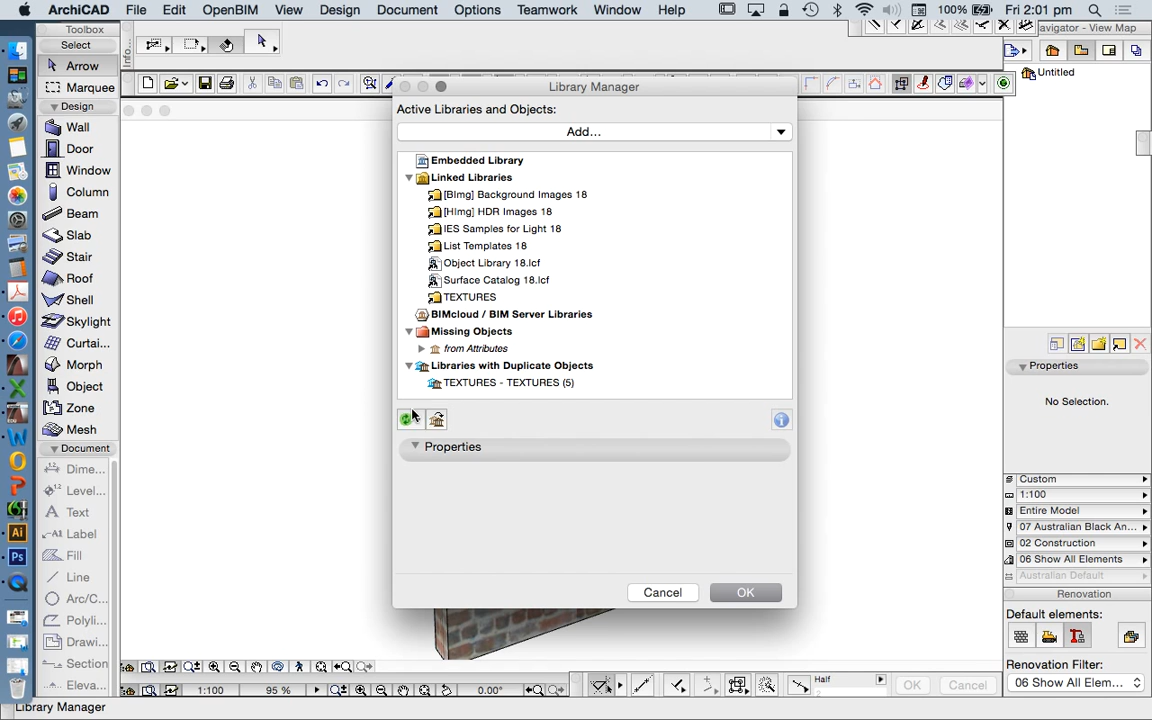 ArchiCAD File Edit OpenBIM View Design Document Options Teamwork Window Help 100% Fri 2:01 pm
Toolbox
Select
Arrow
Marquee
Design
Wall
Door
Window
Column
Beam
Slab
Stair
Roof
Shell
Skylight
Curtai...
Morph
Object
Zone
Mesh
Document
Dime...
Level...
Text
Label
Fill
Line
Arc/C...
Polyli...
Drawi...
Section
Eleva...
Library Manager
Info...
Library Manager
Active Libraries and Objects:
Add...
Embedded Library
Linked Libraries
[BImg] Background Images 18
[HImg] HDR Images 18
IES Samples for Light 18
List Templates 18
Object Library 18.lcf
Surface Catalog 18.lcf
TEXTURES
BIMcloud / BIM Server Libraries
Missing Objects
from Attributes
Libraries with Duplicate Objects
TEXTURES - TEXTURES (5)
Properties
Cancel OK
1:100 95 % 0.00°
Half
2
OK Cancel
avigator - View Map
Untitled
Properties
No Selection.
Custom
1:100
Entire Model
07 Australian Black An...
02 Construction
06 Show All Elements
Australian Default
Renovation
Default elements:
Renovation Filter:
06 Show All Elem...